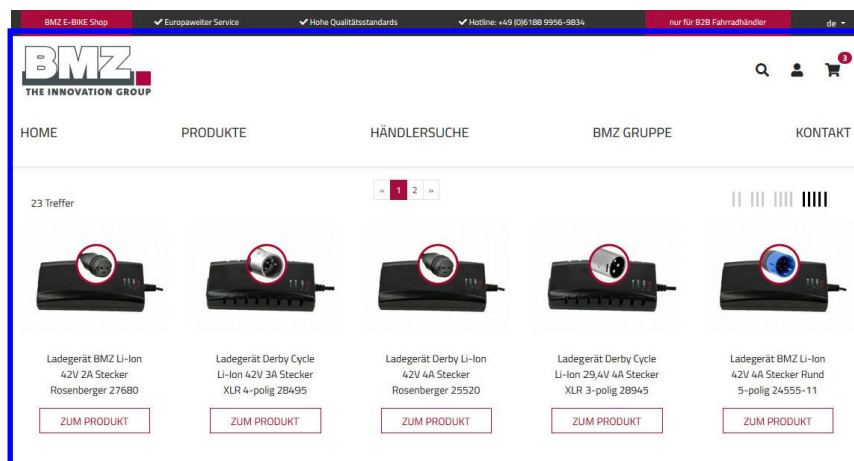 BMZ E-BIKE Shop
✔ Europaweiter Service
✔ Hohe Qualitätsstandards
✔ Hotline: +49 (0)6188 9956-9834
nur für B2B Fahrradhändler
de
BMZ
THE INNOVATION GROUP
3
HOME
PRODUKTE
HÄNDLERSUCHE
BMZ GRUPPE
KONTAKT
23 Treffer
« 1 2 »
Ladegerät BMZ Li-Ion
42V 2A Stecker
Rosenberger 27680
ZUM PRODUKT
Ladegerät Derby Cycle
Li-Ion 42V 3A Stecker
XLR 4-polig 28495
ZUM PRODUKT
Ladegerät Derby Li-Ion
42V 4A Stecker
Rosenberger 25520
ZUM PRODUKT
Ladegerät Derby Cycle
Li-Ion 29,4V 4A Stecker
XLR 3-polig 28945
ZUM PRODUKT
Ladegerät BMZ Li-Ion
42V 4A Stecker Rund
5-polig 24555-11
ZUM PRODUKT